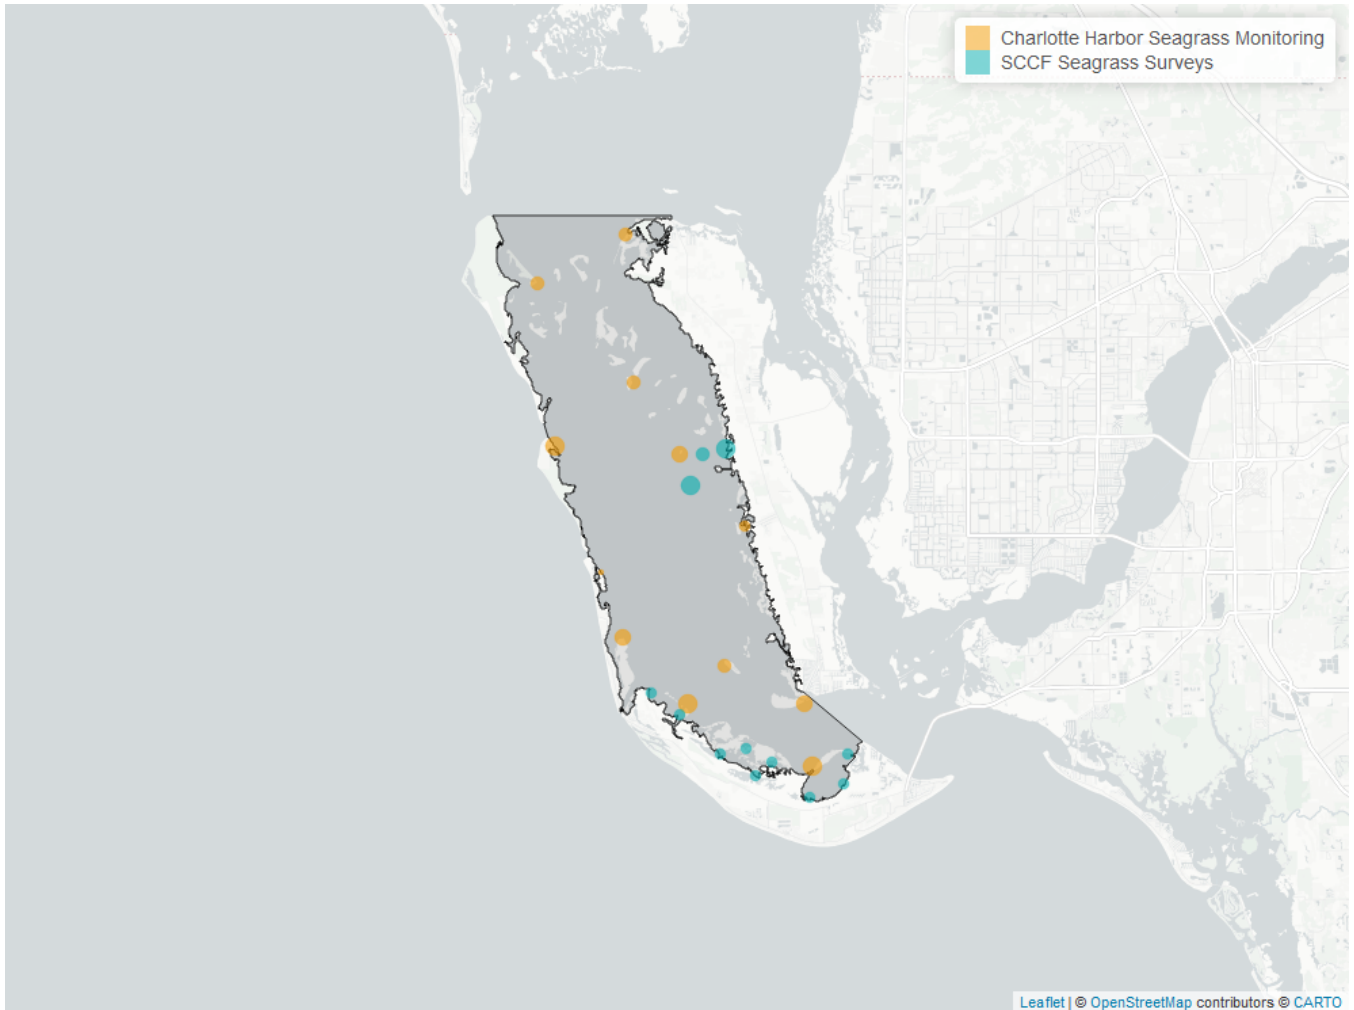 Charlotte Harbor Seagrass Monitoring
SCCF Seagrass Surveys
Leaflet | © OpenStreetMap contributors © CARTO